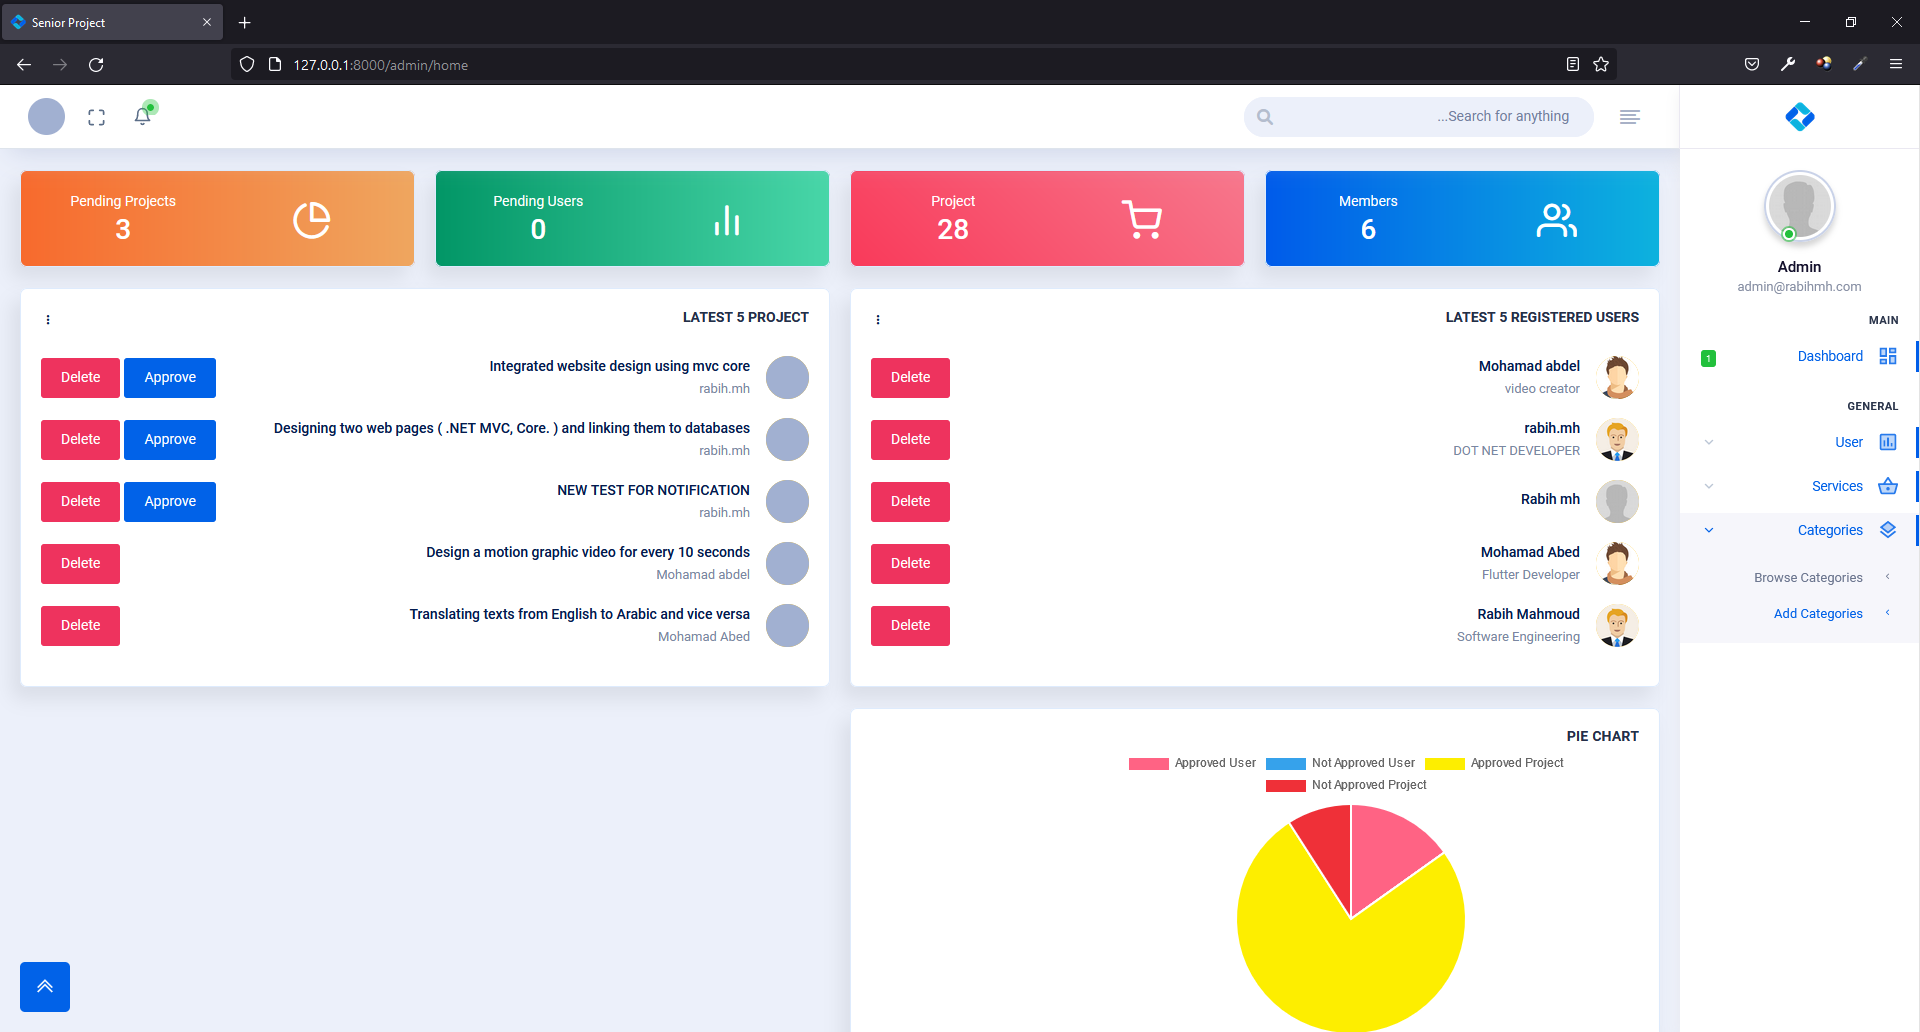 Senior Project
127.0.0.1:8000/admin/home
...Search for anything
Pending Projects
3
Pending Users
0
Project
28
Members
6
LATEST 5 PROJECT
Delete Approve Integrated website design using mvc core
rabih.mh
Delete Approve Designing two web pages ( .NET MVC, Core. ) and linking them to databases
rabih.mh
Delete Approve NEW TEST FOR NOTIFICATION
rabih.mh
Delete Design a motion graphic video for every 10 seconds
Mohamad abdel
Delete Translating texts from English to Arabic and vice versa
Mohamad Abed
LATEST 5 REGISTERED USERS
Delete Mohamad abdel
video creator
Delete rabih.mh
DOT NET DEVELOPER
Delete Rabih mh
Delete Mohamad Abed
Flutter Developer
Delete Rabih Mahmoud
Software Engineering
PIE CHART
Approved User Not Approved User Approved Project
Not Approved Project
Admin
admin@rabihmh.com
MAIN
1 Dashboard
GENERAL
User
Services
Categories
Browse Categories
Add Categories